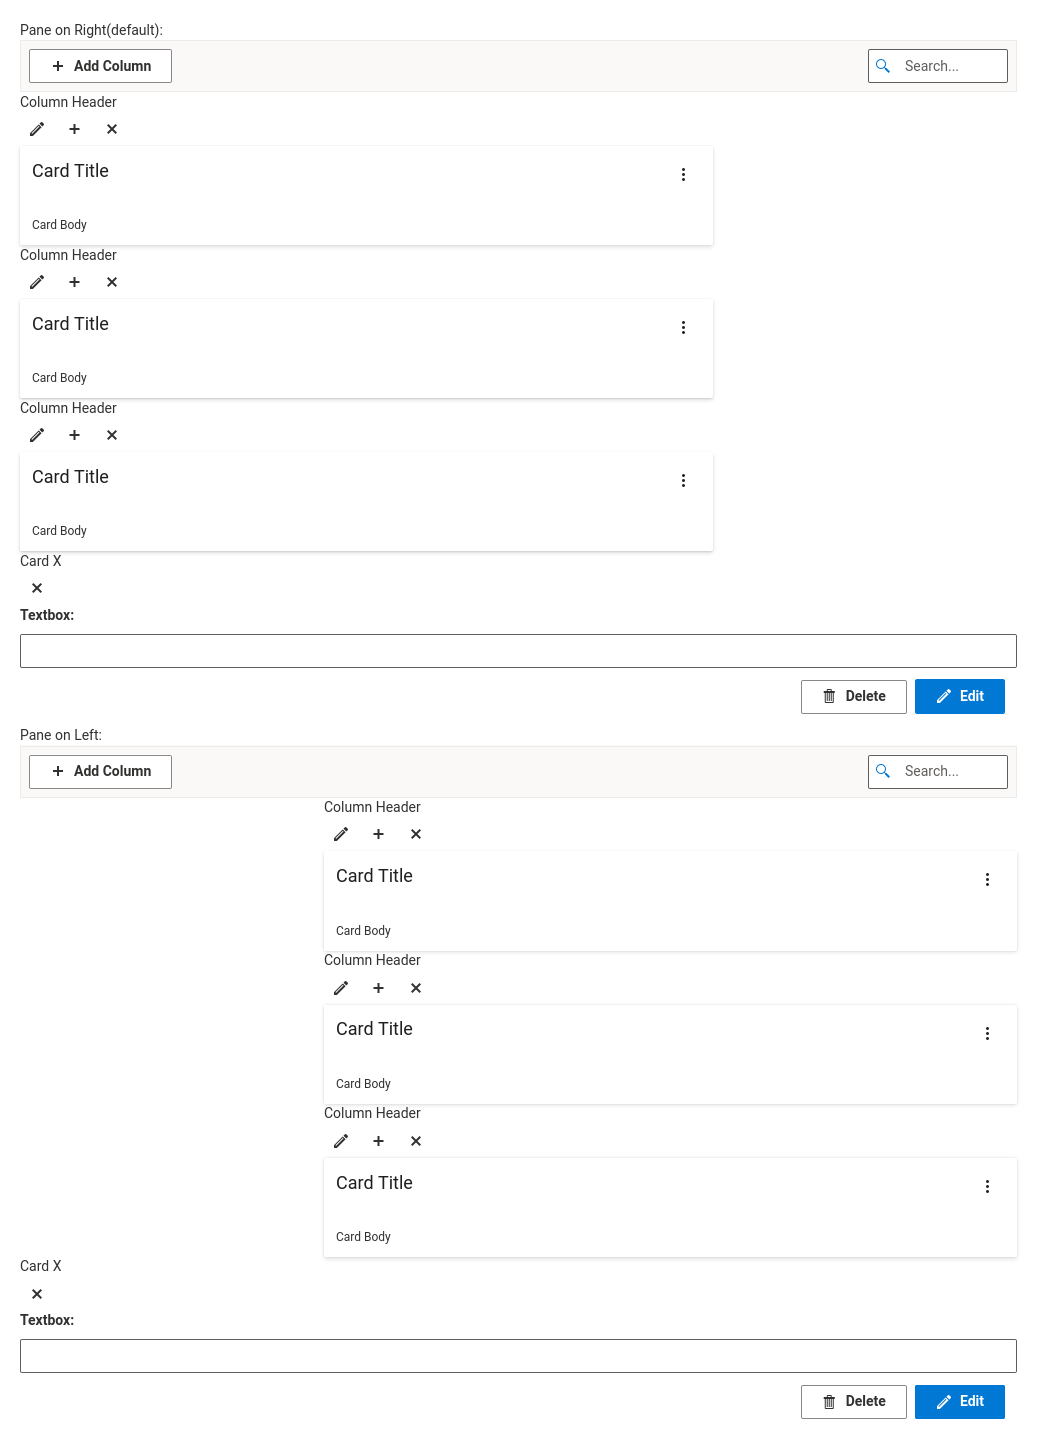 Pane on Right(default):
Add Column
Search...
Column Header
Card Title
Card Body
Column Header
Card Title
Card Body
Column Header
Card Title
Card Body
Card X
Textbox:
Delete
Edit
Pane on Left:
Add Column
Search...
Column Header
Card Title
Card Body
Column Header
Card Title
Card Body
Column Header
Card Title
Card Body
Card X
Textbox:
Delete
Edit